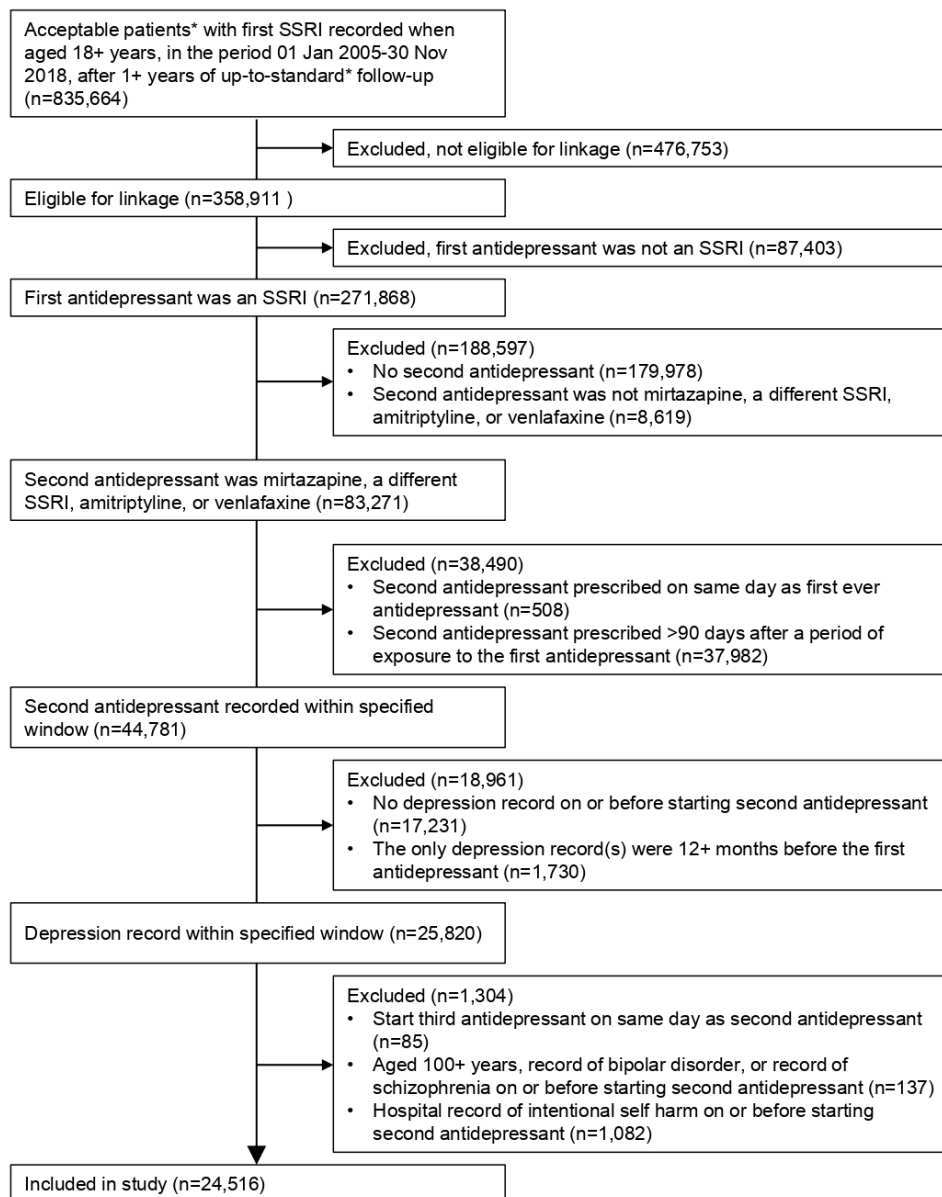 Acceptable patients* with first SSRI recorded when
aged 18+ years, in the period 01 Jan 2005-30 Nov
2018, after 1+ years of up-to-standard* follow-up
(n=835,664)
Excluded, not eligible for linkage (n=476,753)
Eligible for linkage (n=358,911 )
Excluded, first antidepressant was not an SSRI (n=87,403)
First antidepressant was an SSRI (n=271,868)
Excluded (n=188,597)
• No second antidepressant (n=179,978)
• Second antidepressant was not mirtazapine, a different SSRI,
amitriptyline, or venlafaxine (n=8,619)
Second antidepressant was mirtazapine, a different
SSRI, amitriptyline, or venlafaxine (n=83,271)
Excluded (n=38,490)
• Second antidepressant prescribed on same day as first ever
antidepressant (n=508)
• Second antidepressant prescribed >90 days after a period of
exposure to the first antidepressant (n=37,982)
Second antidepressant recorded within specified
window (n=44,781)
Excluded (n=18,961)
• No depression record on or before starting second antidepressant
(n=17,231)
• The only depression record(s) were 12+ months before the first
antidepressant (n=1,730)
Depression record within specified window (n=25,820)
Excluded (n=1,304)
• Start third antidepressant on same day as second antidepressant
(n=85)
• Aged 100+ years, record of bipolar disorder, or record of
schizophrenia on or before starting second antidepressant (n=137)
• Hospital record of intentional self harm on or before starting
second antidepressant (n=1,082)
Included in study (n=24,516)